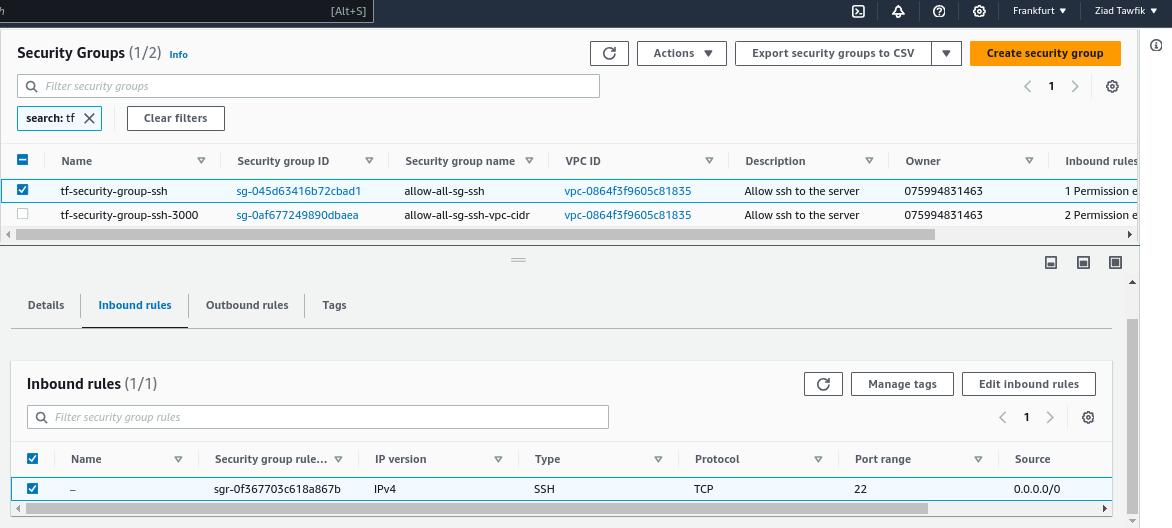 [Alt+S] Frankfurt ▼ Ziad Tawfik ▼
Security Groups (1/2) Info Actions ▼ Export security groups to CSV ▼ Create security group
Filter security groups 1
search: tf Clear filters
Name Security group ID Security group name VPC ID Description Owner Inbound rules
tf-security-group-ssh sg-045d63416b72cbad1 allow-all-sg-ssh vpc-0864f3f9605c81835 Allow ssh to the server 075994831463 1 Permission e
tf-security-group-ssh-3000 sg-0af677249890dbaea allow-all-sg-ssh-vpc-cidr vpc-0864f3f9605c81835 Allow ssh to the server 075994831463 2 Permission e
Details Inbound rules Outbound rules Tags
Inbound rules (1/1) Manage tags Edit inbound rules
Filter security group rules 1
Name Security group rule... IP version Type Protocol Port range Source
– sgr-0f367703c618a867b IPv4 SSH TCP 22 0.0.0.0/0